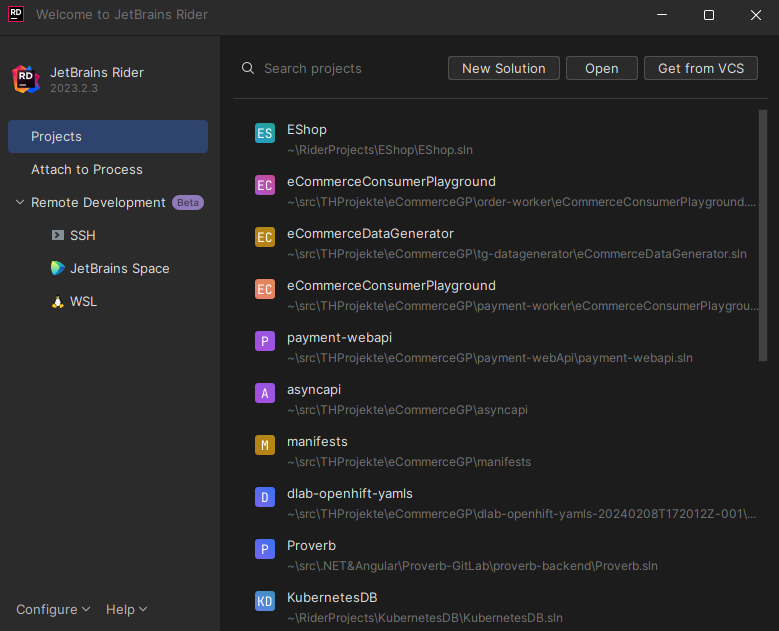 RD Welcome to JetBrains Rider
RD JetBrains Rider
2023.2.3
Search projects
New Solution
Open
Get from VCS
Projects
Attach to Process
Remote Development Beta
SSH
JetBrains Space
WSL
ES EShop
~\RiderProjects\EShop\EShop.sln
EC eCommerceConsumerPlayground
~\src\THProjekte\eCommerceGP\order-worker\eCommerceConsumerPlayground....
EC eCommerceDataGenerator
~\src\THProjekte\eCommerceGP\tg-datagenerator\eCommerceDataGenerator.sln
EC eCommerceConsumerPlayground
~\src\THProjekte\eCommerceGP\payment-worker\eCommerceConsumerPlaygrou...
P payment-webapi
~\src\THProjekte\eCommerceGP\payment-webApi\payment-webapi.sln
A asyncapi
~\src\THProjekte\eCommerceGP\asyncapi
M manifests
~\src\THProjekte\eCommerceGP\manifests
D dlab-openhift-yamls
~\src\THProjekte\eCommerceGP\dlab-openhift-yamls-20240208T172012Z-001\...
P Proverb
~\src\.NET&Angular\Proverb-GitLab\proverb-backend\Proverb.sln
KD KubernetesDB
~\RiderProjects\KubernetesDB\KubernetesDB.sln
Configure
Help